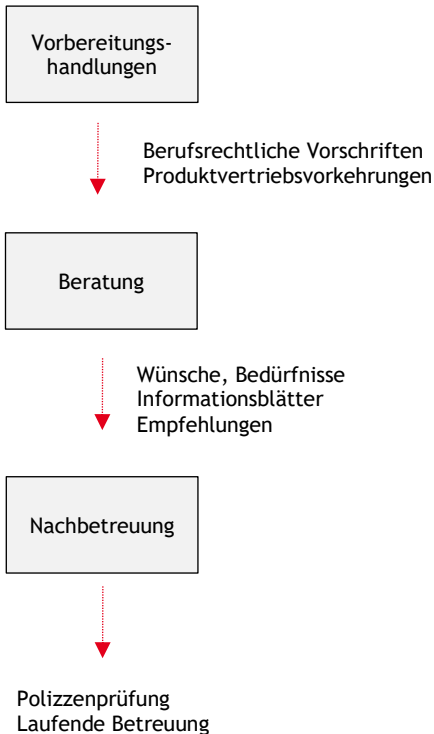 Vorbereitungs-
handlungen
Berufsrechtliche Vorschriften
Produktvertriebsvorkehrungen
Beratung
Wünsche, Bedürfnisse
Informationsblätter
Empfehlungen
Nachbetreuung
Polizzenprüfung
Laufende Betreuung